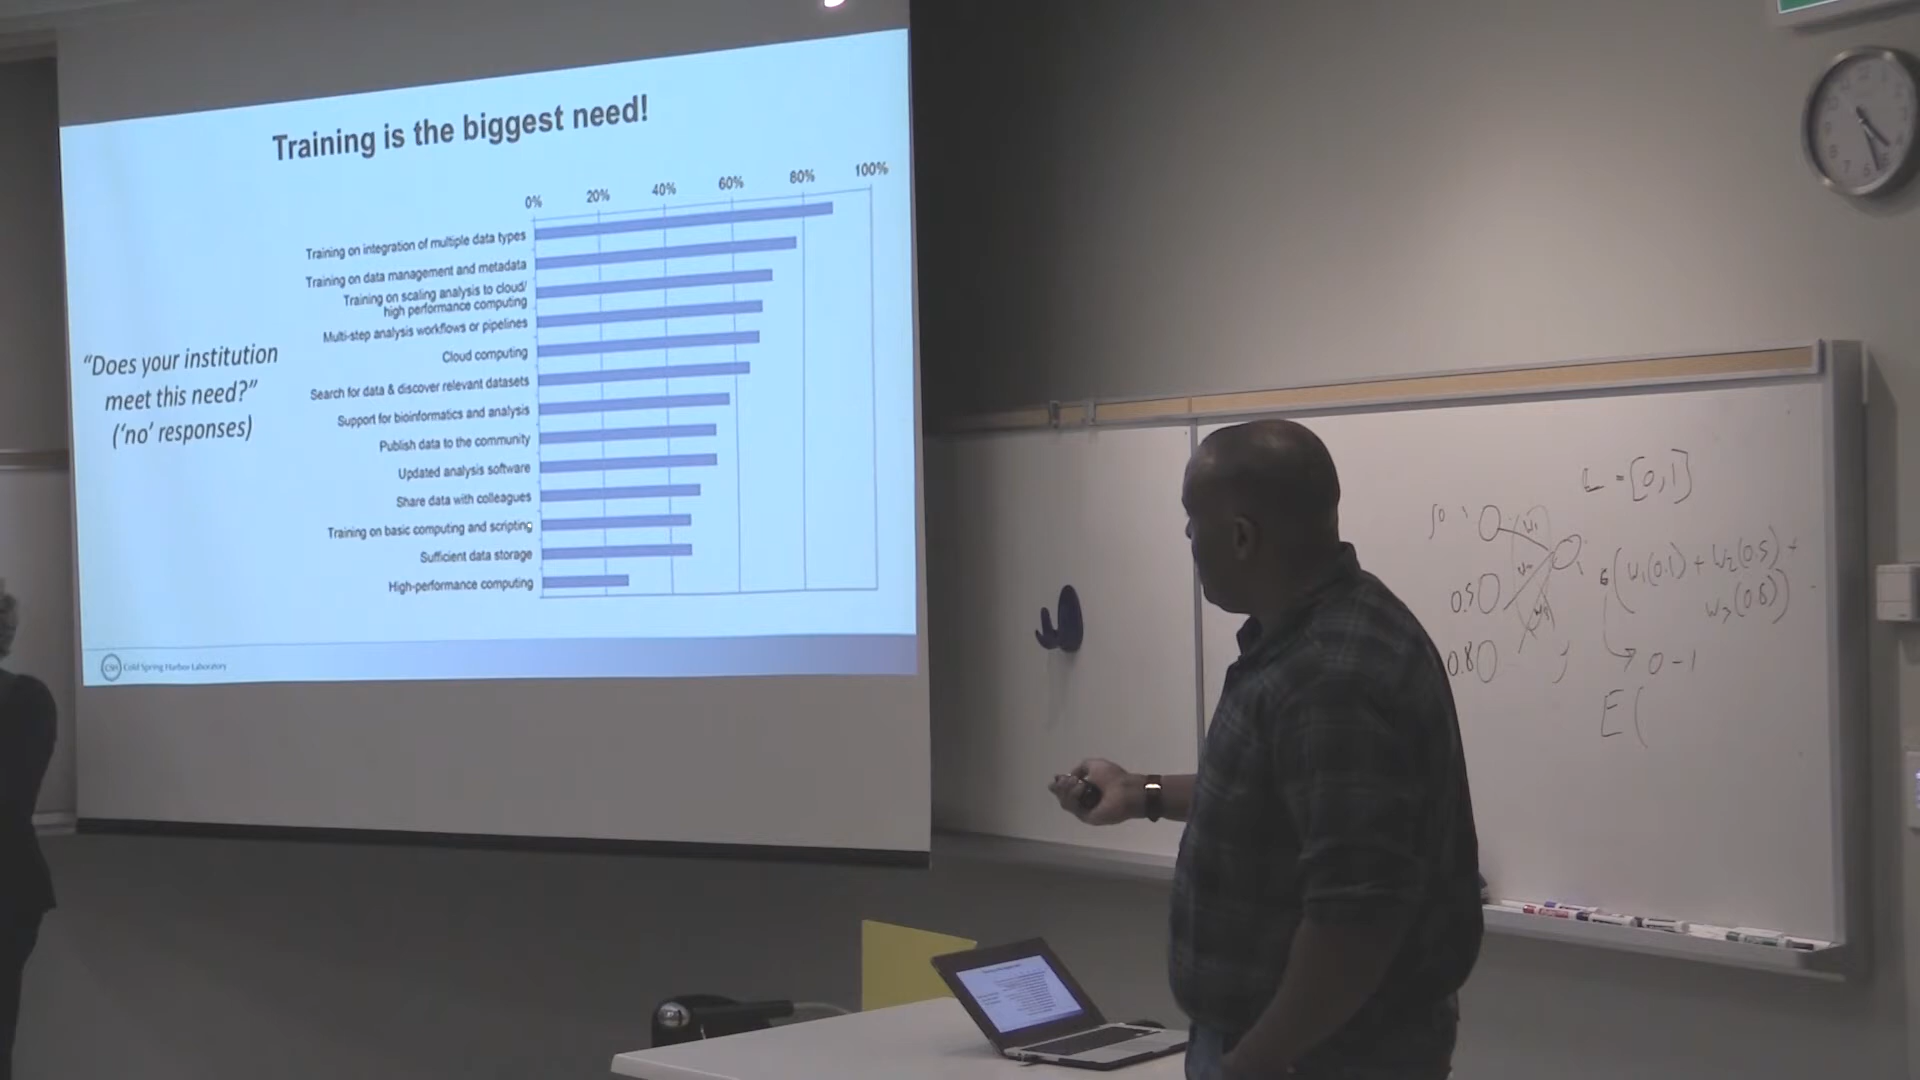 Training is the biggest need!
0% 20% 40% 60% 80% 100%
Training on integration of multiple data types
Training on data management and metadata
Training on scaling analysis to cloud/
high performance computing
Multi-step analysis workflows or pipelines
Cloud computing
Search for data & discover relevant datasets
Support for bioinformatics and analysis
Publish data to the community
Updated analysis software
Share data with colleagues
Training on basic computing and scripting
Sufficient data storage
High-performance computing
“Does your institution
meet this need?”
(‘no’ responses)
CSH Cold Spring Harbor Laboratory
= [0,1]
W1
0.5
0.8
(W1(0.1) + W2(0.5) +
W3(0.8))
0-1
E(